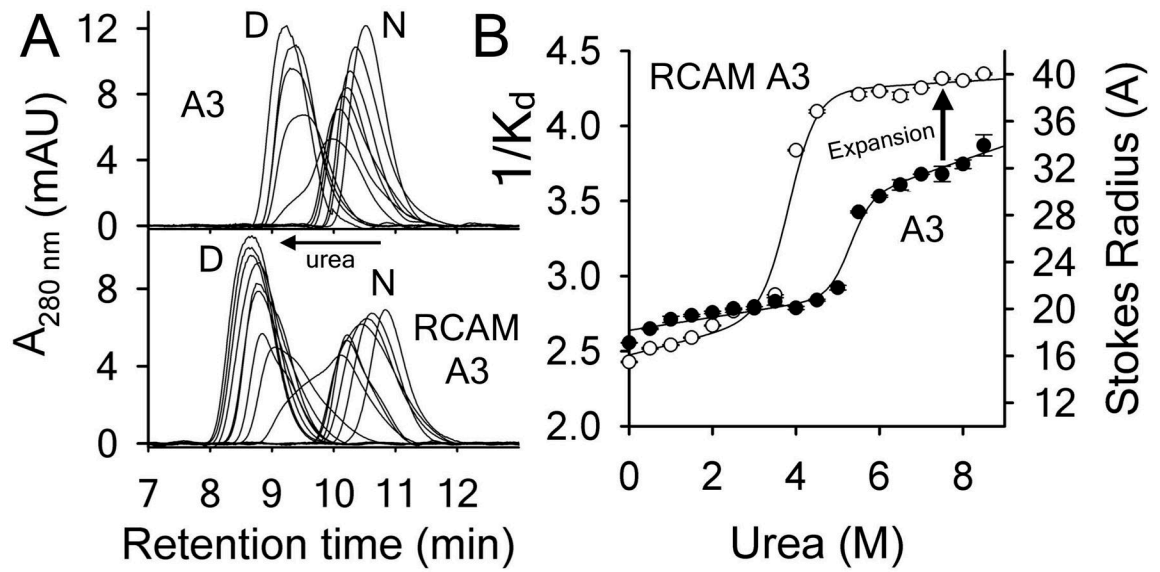 A
B
D
N
A3
12
8
4
0
A280 nm (mAU)
urea
D
N
RCAM
A3
8
4
0
7 8 9 10 11 12
Retention time (min)
RCAM A3
Expansion
A3
4.5
4.0
3.5
3.0
2.5
2.0
1/Kd
40
36
32
28
24
20
16
12
Stokes Radius (A)
0 2 4 6 8
Urea (M)